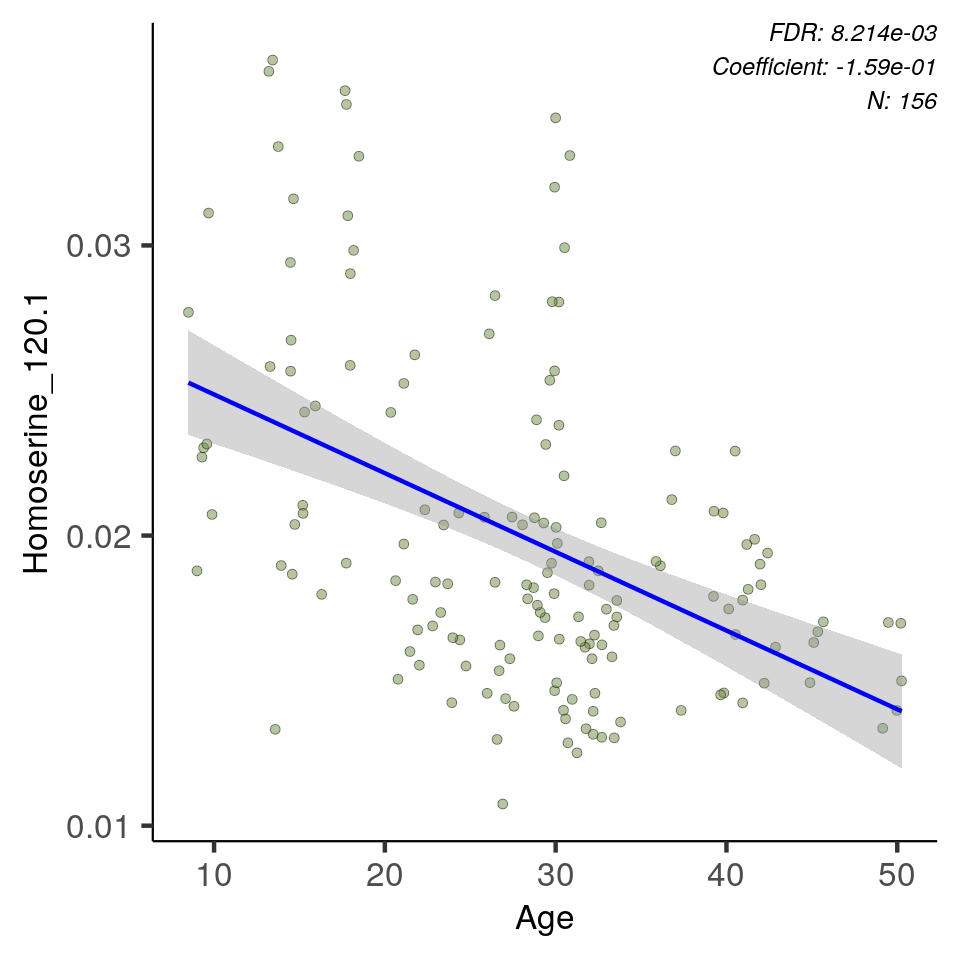 FDR: 8.214e-03
Coefficient: -1.59e-01
N: 156
Homoserine_120.1
0.03
0.02
0.01
10 20 30 40 50
Age